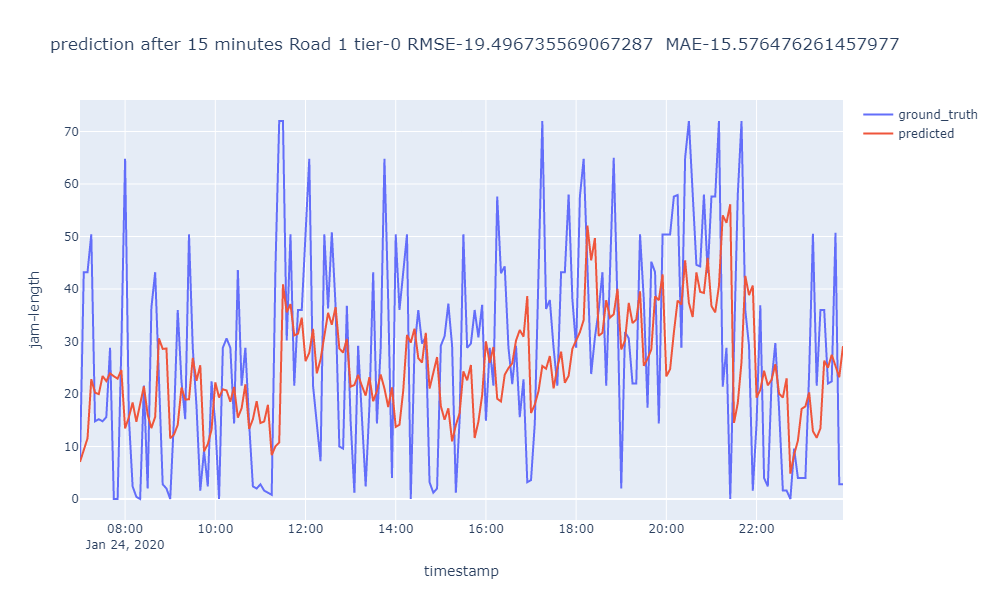 prediction after 15 minutes Road 1 tier-0 RMSE-19.496735569067287 MAE-15.576476261457977
ground_truth
predicted
70
60
50
40
30
20
10
0
jam-length
08:00 10:00 12:00 14:00 16:00 18:00 20:00 22:00
Jan 24, 2020
timestamp